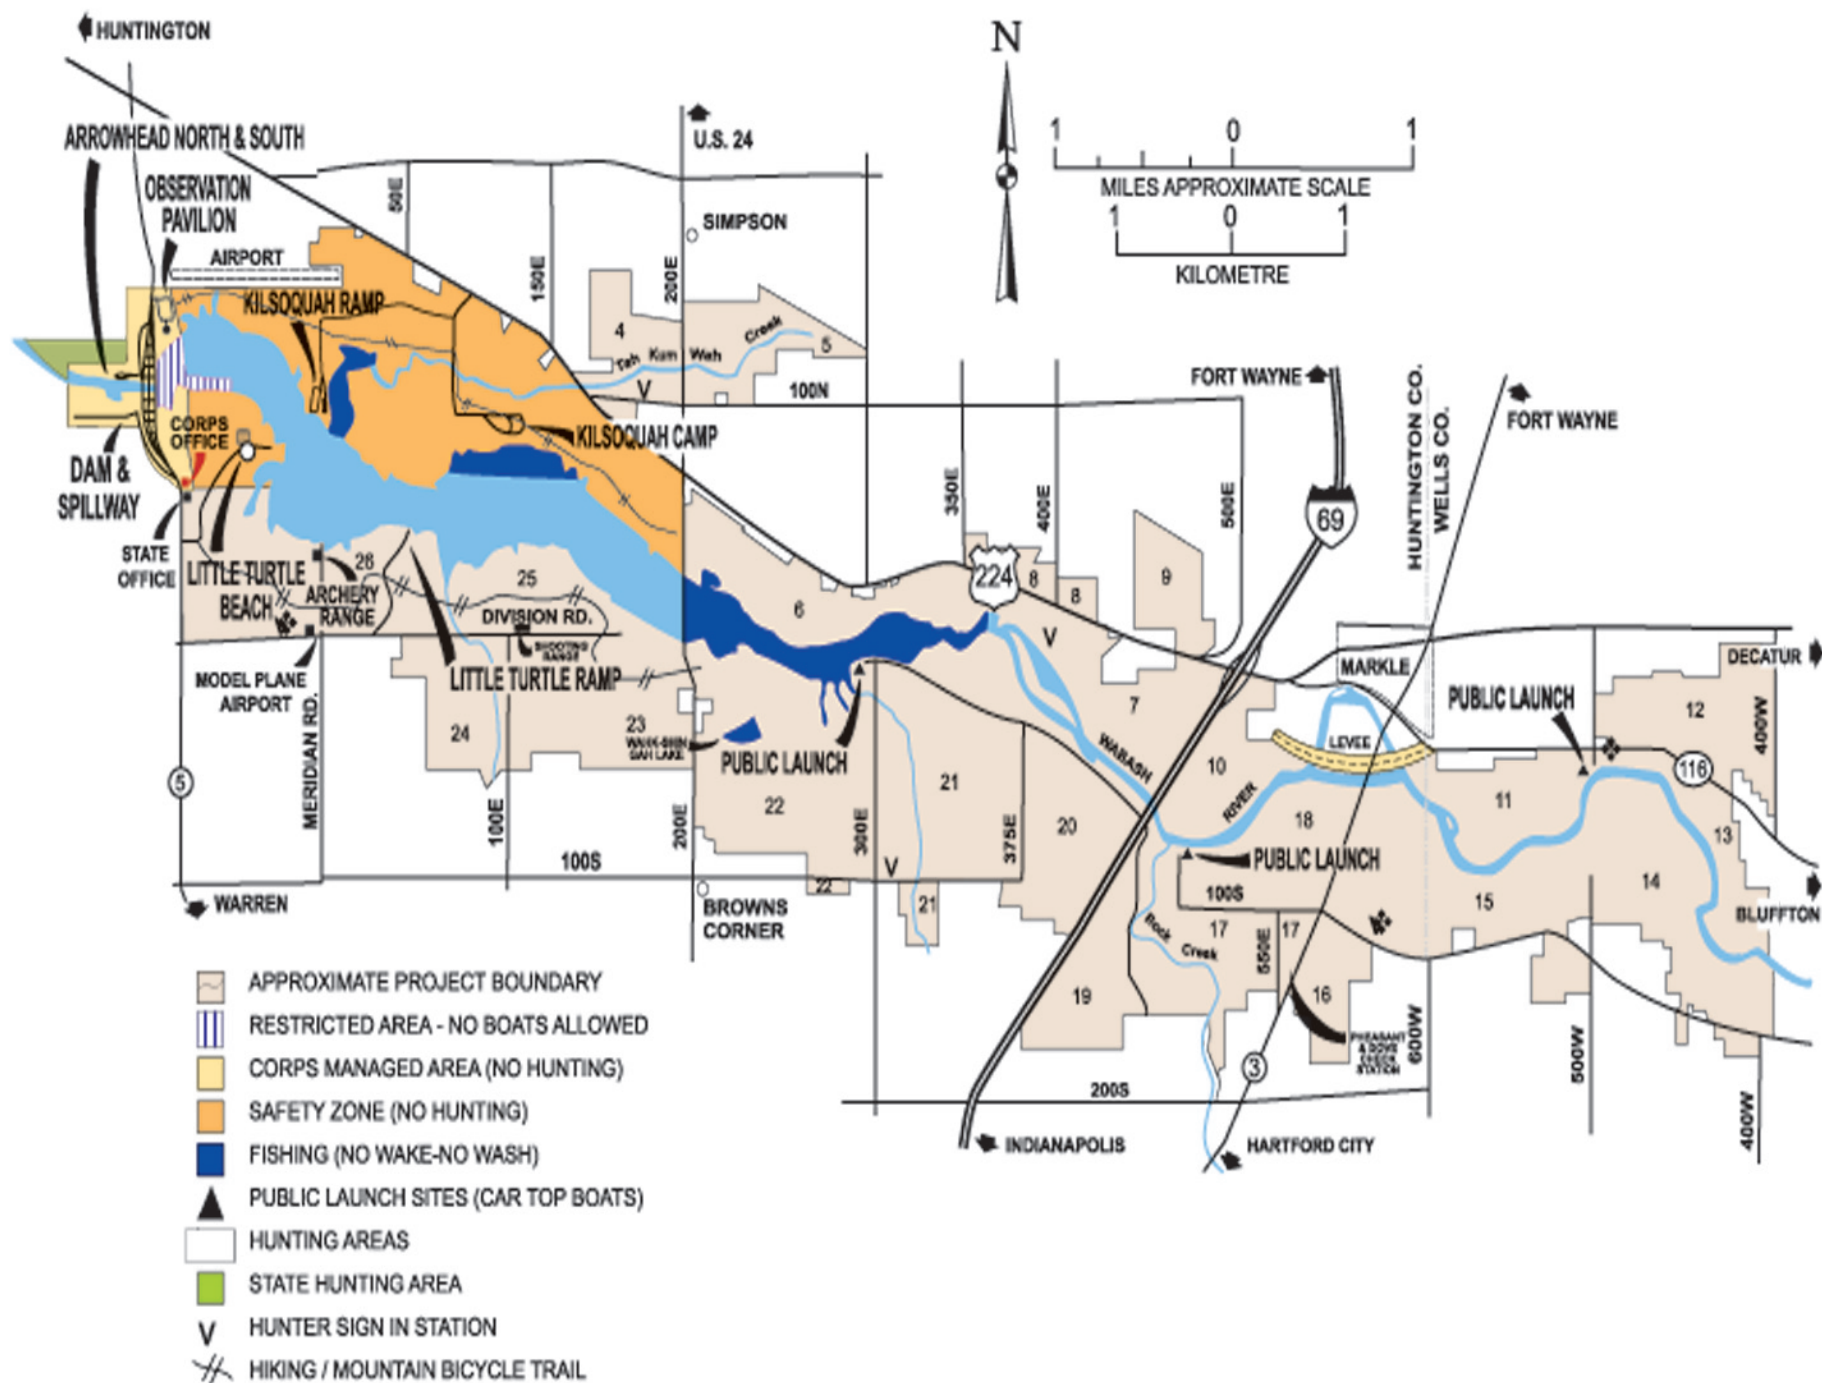 HUNTINGTON
N
ARROWHEAD NORTH & SOUTH
U.S. 24
1 0 1
MILES APPROXIMATE SCALE
1 0 1
KILOMETRE
OBSERVATION
PAVILION
50E
SIMPSON
AIRPORT
150E
200E
KILSOQUAH RAMP
4
Tah Kum Wah Creek
5
V
100N
FORT WAYNE
HUNTINGTON CO.
WELLS CO.
FORT WAYNE
CORPS
OFFICE
KILSOQUAH CAMP
DAM &
SPILLWAY
350E
400E
500E
69
STATE
OFFICE
LITTLE TURTLE
BEACH
26
ARCHERY
RANGE
25
DIVISION RD.
SHOOTING
RANGE
224
8
8
9
6
V
MODEL PLANE
AIRPORT
LITTLE TURTLE RAMP
MARKLE
DECATUR
PUBLIC LAUNCH
7
12
400W
MERIDIAN RD.
24
23
PUBLIC LAUNCH
WABASH
RIVER
10
LEVEE
116
5
100E
200E
22
300E
21
375E
20
18
11
13
100S
V
PUBLIC LAUNCH
22
21
100S
15
14
WARREN
BROWNS
CORNER
BLUFFTON
Rock Creek
17
550E
17
19
16
PHEASANT
& DOVE
CHECK
STATION
600W
500W
3
200S
400W
INDIANAPOLIS
HARTFORD CITY
APPROXIMATE PROJECT BOUNDARY
RESTRICTED AREA - NO BOATS ALLOWED
CORPS MANAGED AREA (NO HUNTING)
SAFETY ZONE (NO HUNTING)
FISHING (NO WAKE-NO WASH)
PUBLIC LAUNCH SITES (CAR TOP BOATS)
HUNTING AREAS
STATE HUNTING AREA
V HUNTER SIGN IN STATION
HIKING / MOUNTAIN BICYCLE TRAIL